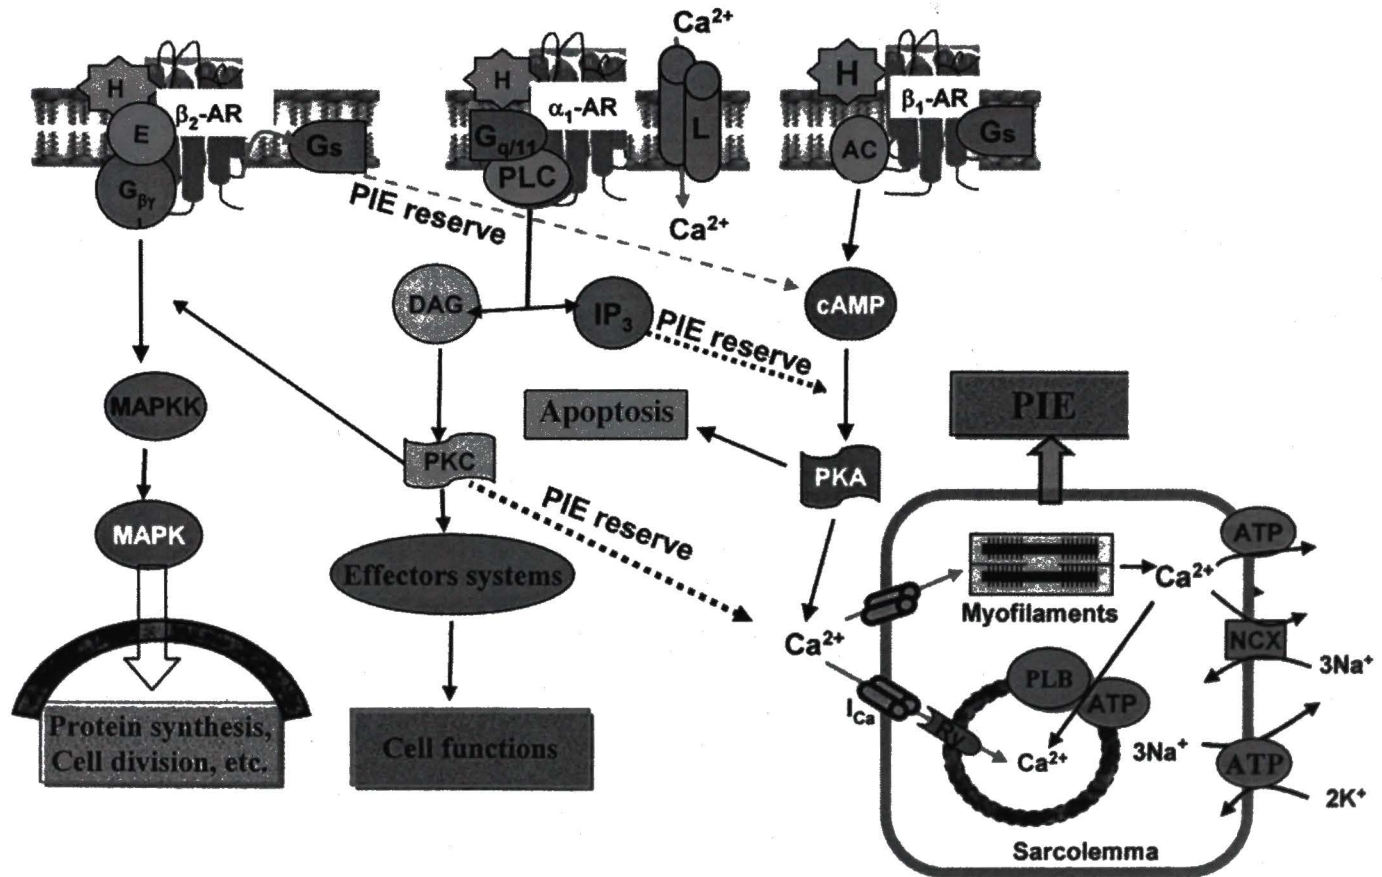 Ca²⁺
H
β₂-AR
E
Gβγ
Gs
H
α₁-AR
Gq/11
PLC
L
Ca²⁺
H
β₁-AR
AC
Gs
PIE reserve
DAG
IP₃
PIE reserve
cAMP
MAPKK
Apoptosis
PIE
PKC
PKA
PIE reserve
MAPK
Effectors systems
ATP
Ca²⁺
Myofilaments
Ca²⁺
NCX
3Na⁺
PLB
ATP
I_Ca
Ry
Ca²⁺
3Na⁺
ATP
2K⁺
Protein synthesis,
Cell division, etc.
Cell functions
Sarcolemma